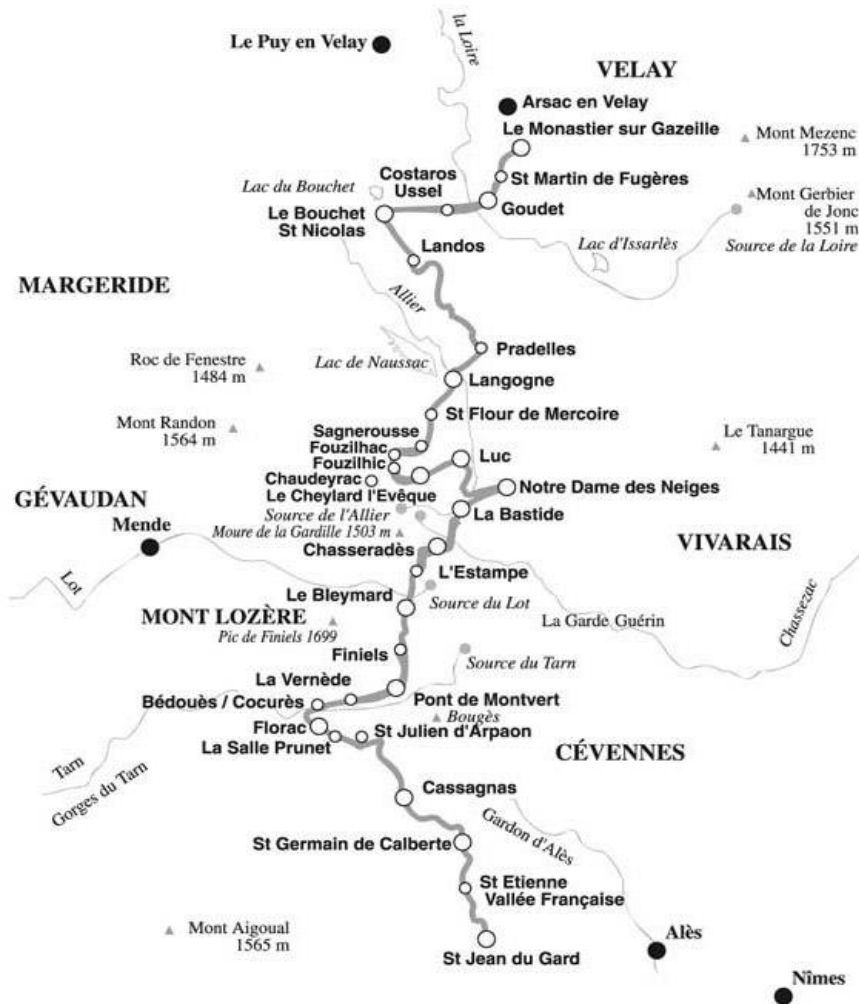 Le Puy en Velay
la Loire
VELAY
Arsac en Velay
Le Monastier sur Gazeille
Mont Mezenc
1753 m
Costaros
Ussel
St Martin de Fugères
Lac du Bouchet
Mont Gerbier
de Jonc
1551 m
Le Bouchet
St Nicolas
Goudet
Source de la Loire
Landos
Lac d'Issarlès
MARGERIDE
Allier
Pradelles
Roc de Fenestre
1484 m
Lac de Naussac
Langogne
St Flour de Mercoire
Mont Randon
1564 m
Sagnerousse
Fouzilhac
Fouzilhic
Luc
Le Tanargue
1441 m
Chaudeyrac
Le Cheylard l'Evêque
Notre Dame des Neiges
GÉVAUDAN
Source de l'Allier
La Bastide
Mende
Moure de la Gardille 1503 m
VIVARAIS
Chasseradès
L'Estampe
Lot
Le Bleymard
Source du Lot
Chassezac
MONT LOZÈRE
Pic de Finiels 1699
La Garde Guérin
Finiels
Source du Tarn
La Vernède
Bédouès / Cocurès
Pont de Montvert
Bougès
Florac
St Julien d'Arpaon
La Salle Prunet
CÉVENNES
Tarn
Gorges du Tarn
Cassagnas
Gardon d'Alès
St Germain de Calberte
St Etienne
Vallée Française
Mont Aigoual
1565 m
Alès
St Jean du Gard
Nîmes